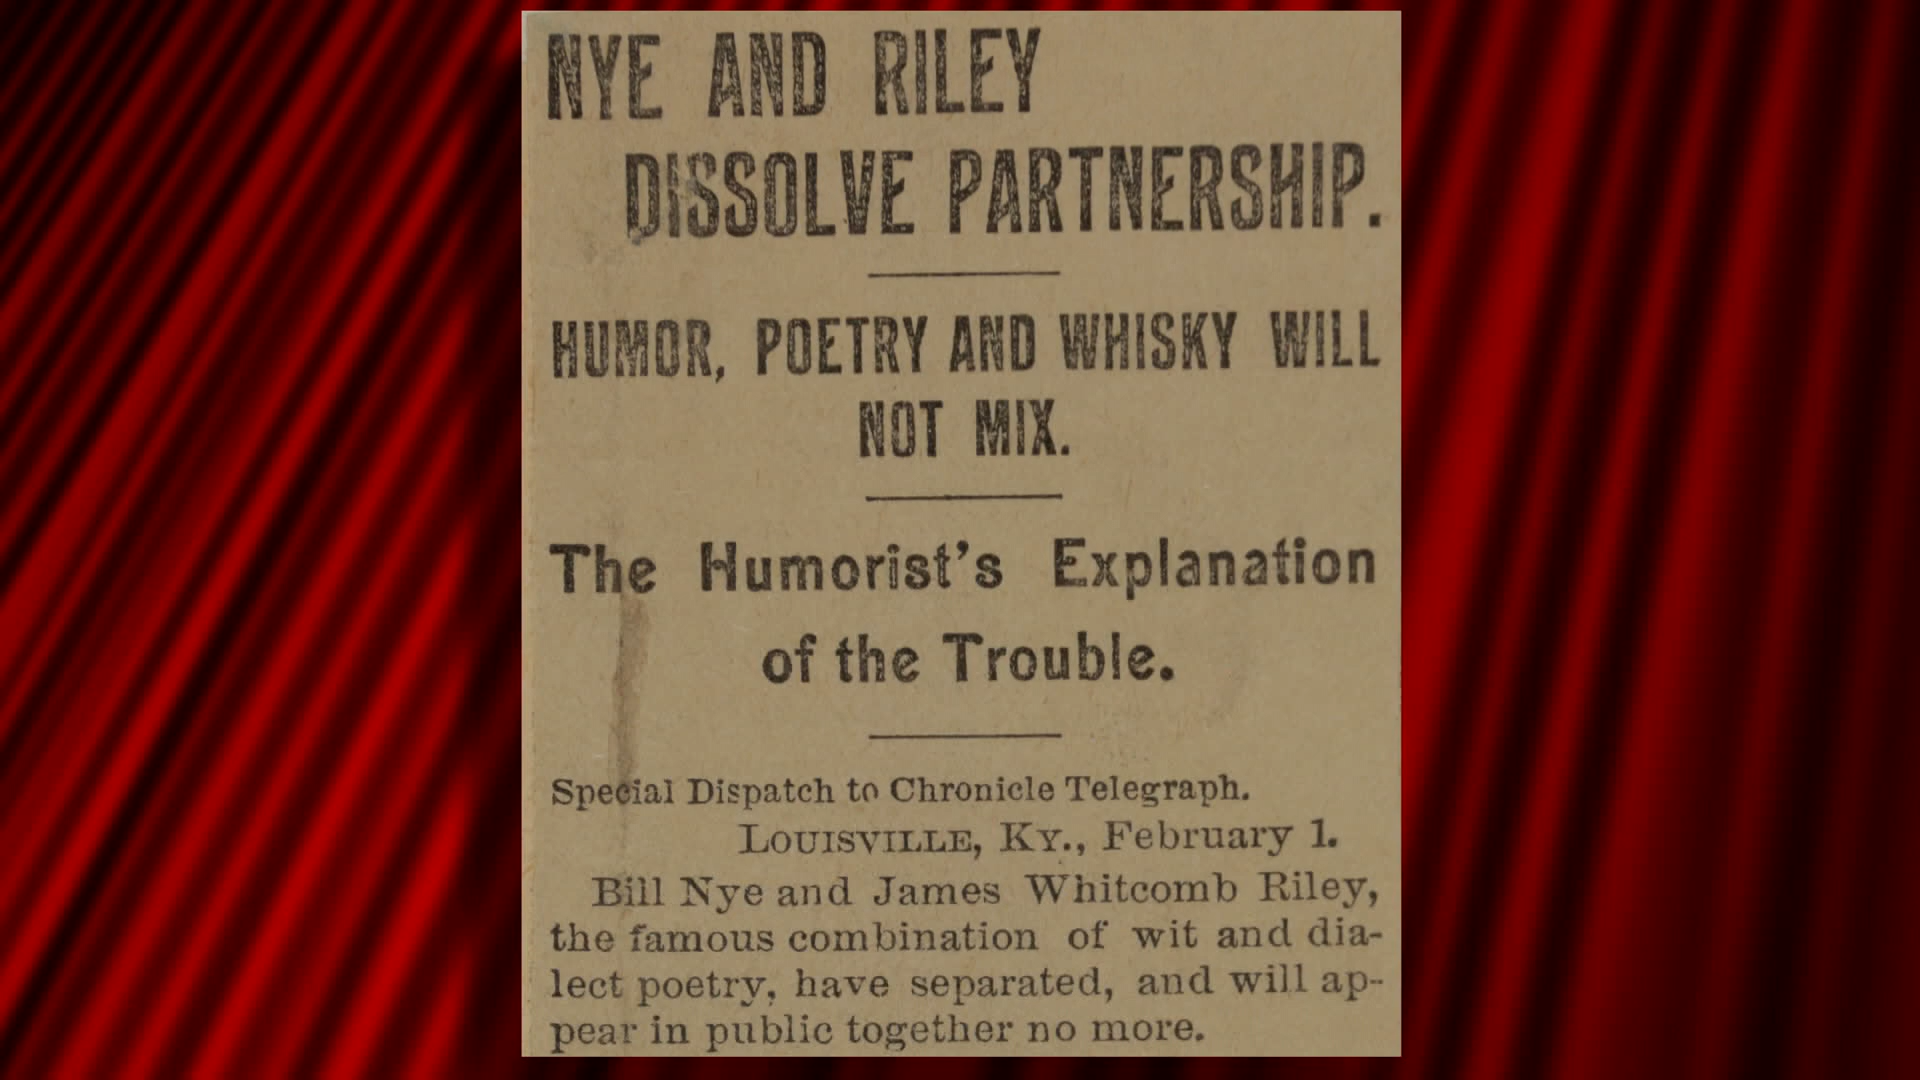 NYE AND RILEY
DISSOLVE PARTNERSHIP.
HUMOR, POETRY AND WHISKY WILL
NOT MIX.
The Humorist's Explanation
of the Trouble.
Special Dispatch to Chronicle Telegraph.
LOUISVILLE, KY., February 1.
Bill Nye and James Whitcomb Riley,
the famous combination of wit and dia-
lect poetry, have separated, and will ap-
pear in public together no more.